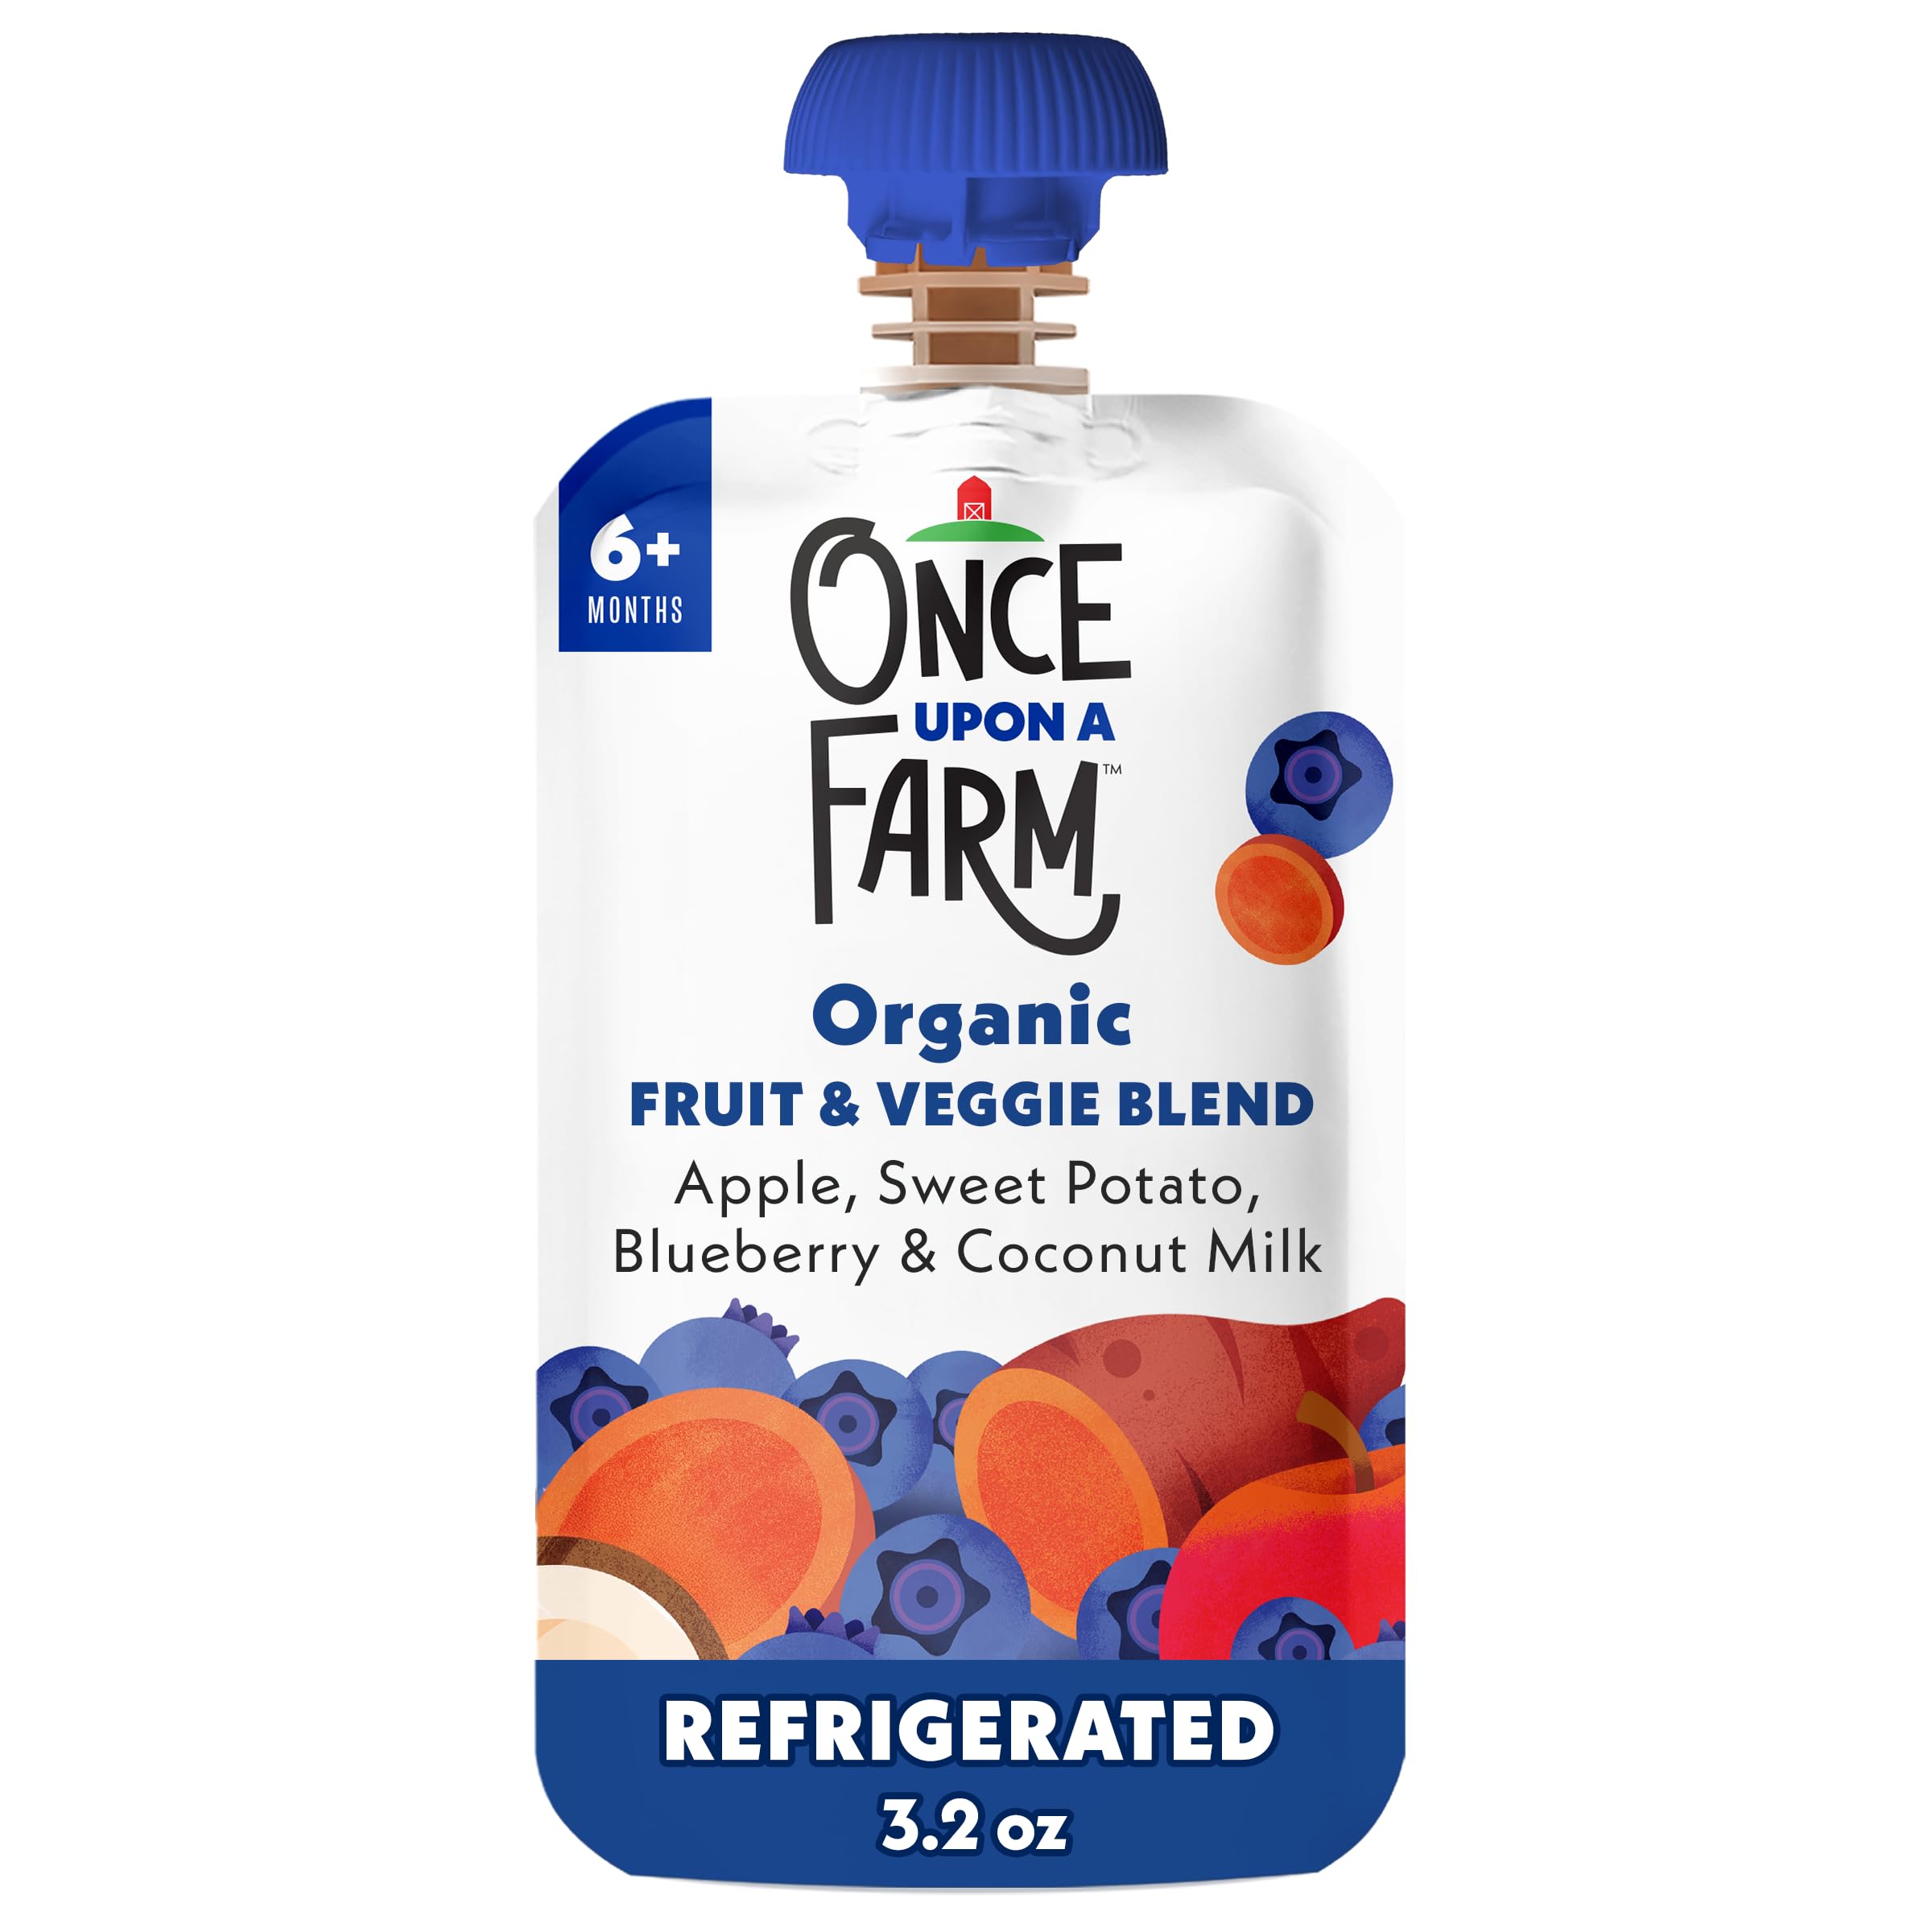 6+
MONTHS
ONCE
UPON A
FARM™
Organic
FRUIT & VEGGIE BLEND
Apple, Sweet Potato,
Blueberry & Coconut Milk
REFRIGERATED
3.2 oz